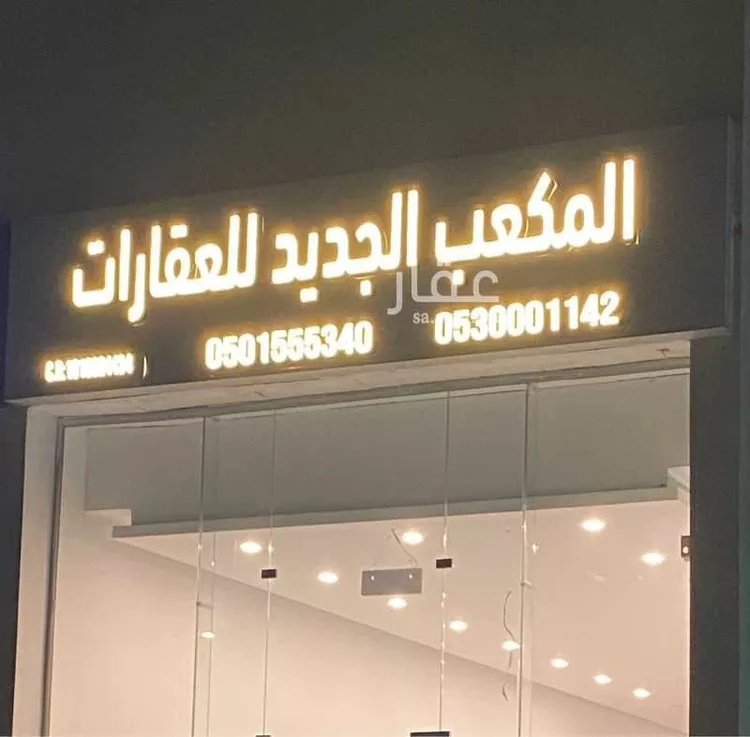 المكعب الجديد للعقارات
عقار
sa.
0530001142 0501555340